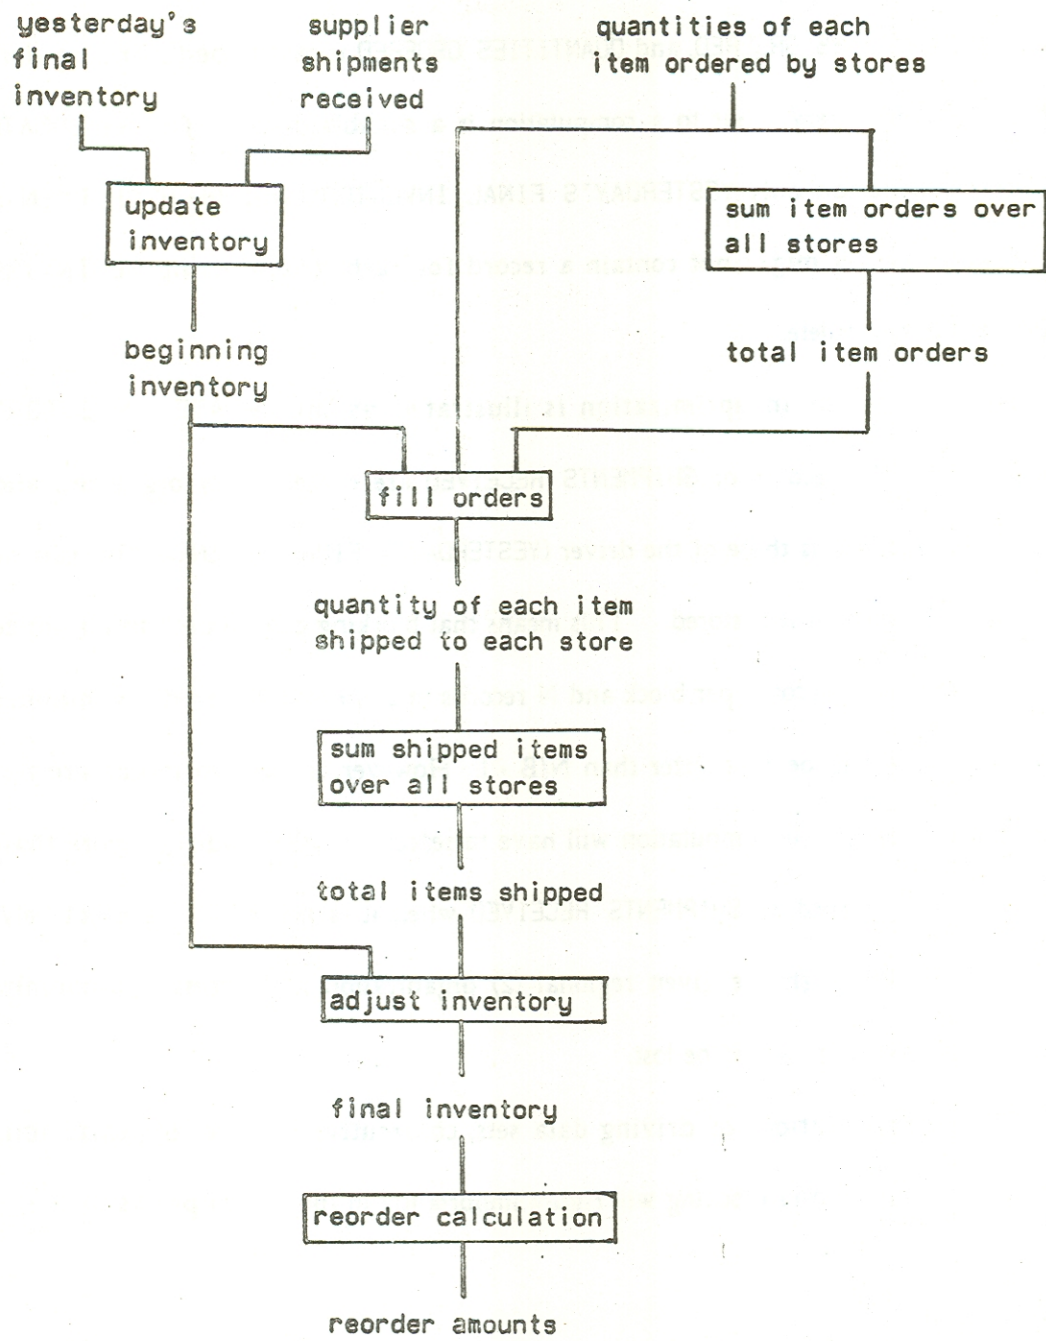 yesterday's
final
inventory
supplier
shipments
received
quantities of each
item ordered by stores
update
inventory
sum item orders over
all stores
beginning
inventory
total item orders
fill orders
quantity of each item
shipped to each store
sum shipped items
over all stores
total items shipped
adjust inventory
final inventory
reorder calculation
reorder amounts